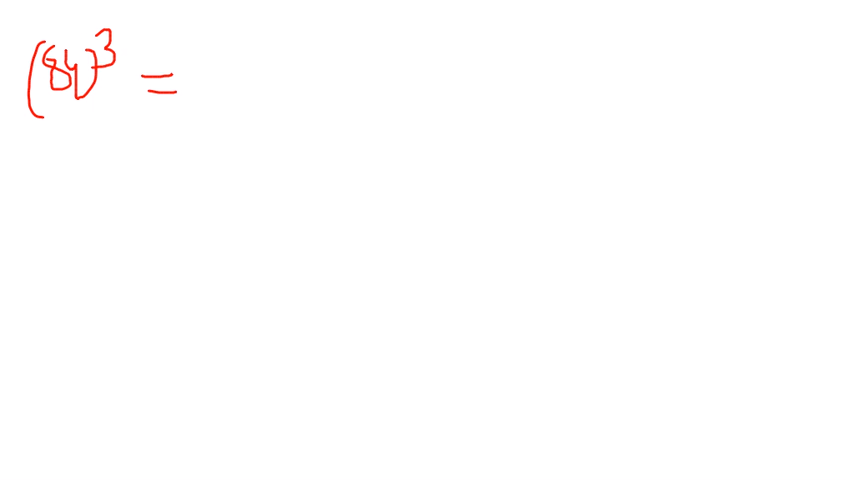 (84)³ =